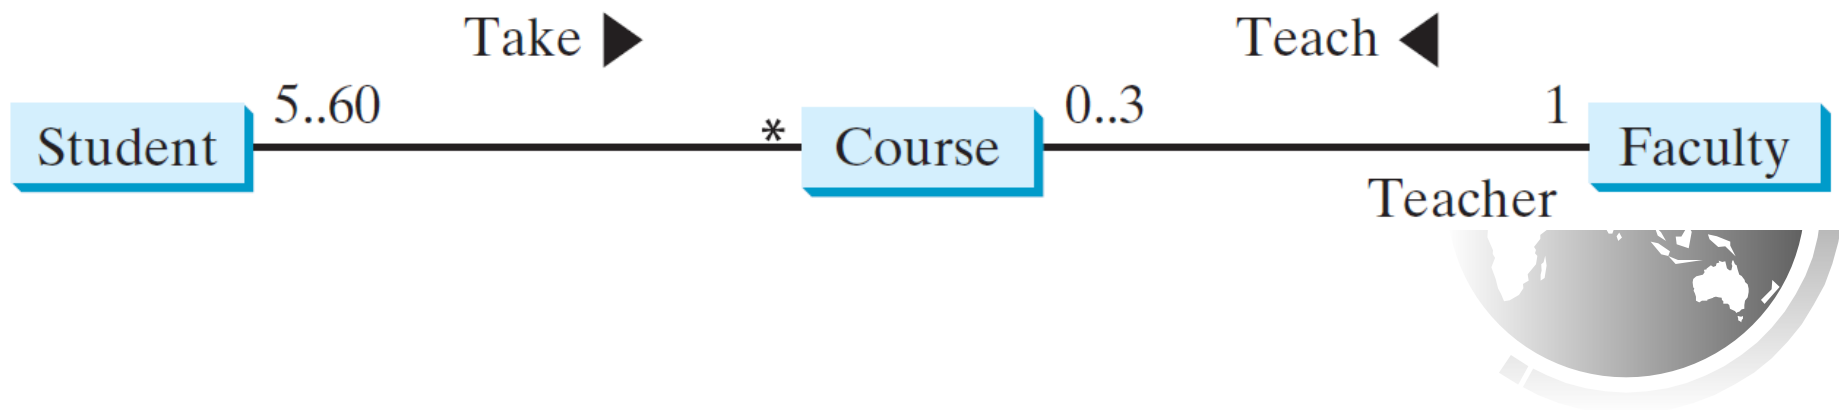 Take ▶ Teach ◀
5..60 0..3 1
Student * Course Faculty
Teacher